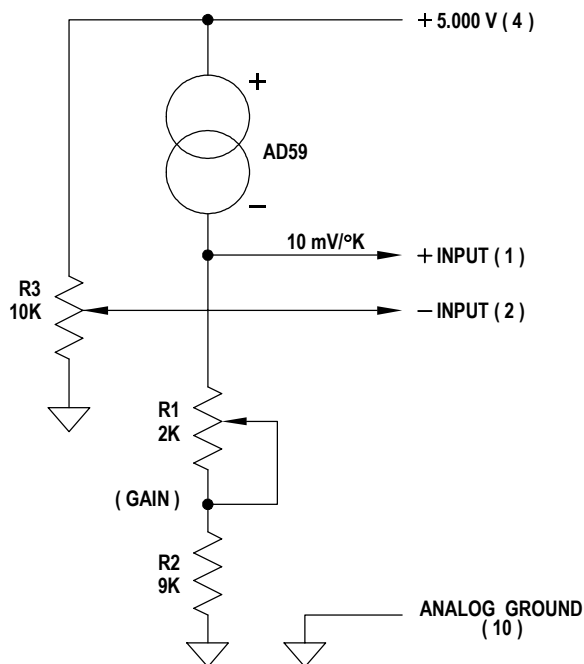 + 5.000 V ( 4 )
+
AD59
–
10 mV/°K
+ INPUT ( 1 )
R3
10K
– INPUT ( 2 )
R1
2K
( GAIN )
R2
9K
ANALOG GROUND
( 10 )